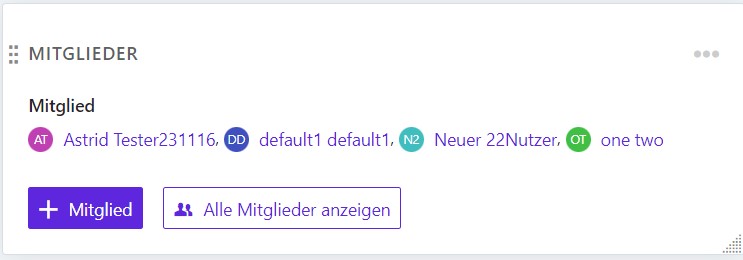 MITGLIEDER
Mitglied
AT Astrid Tester231116, DD default1 default1, N2 Neuer 22Nutzer, OT one two
Mitglied Alle Mitglieder anzeigen